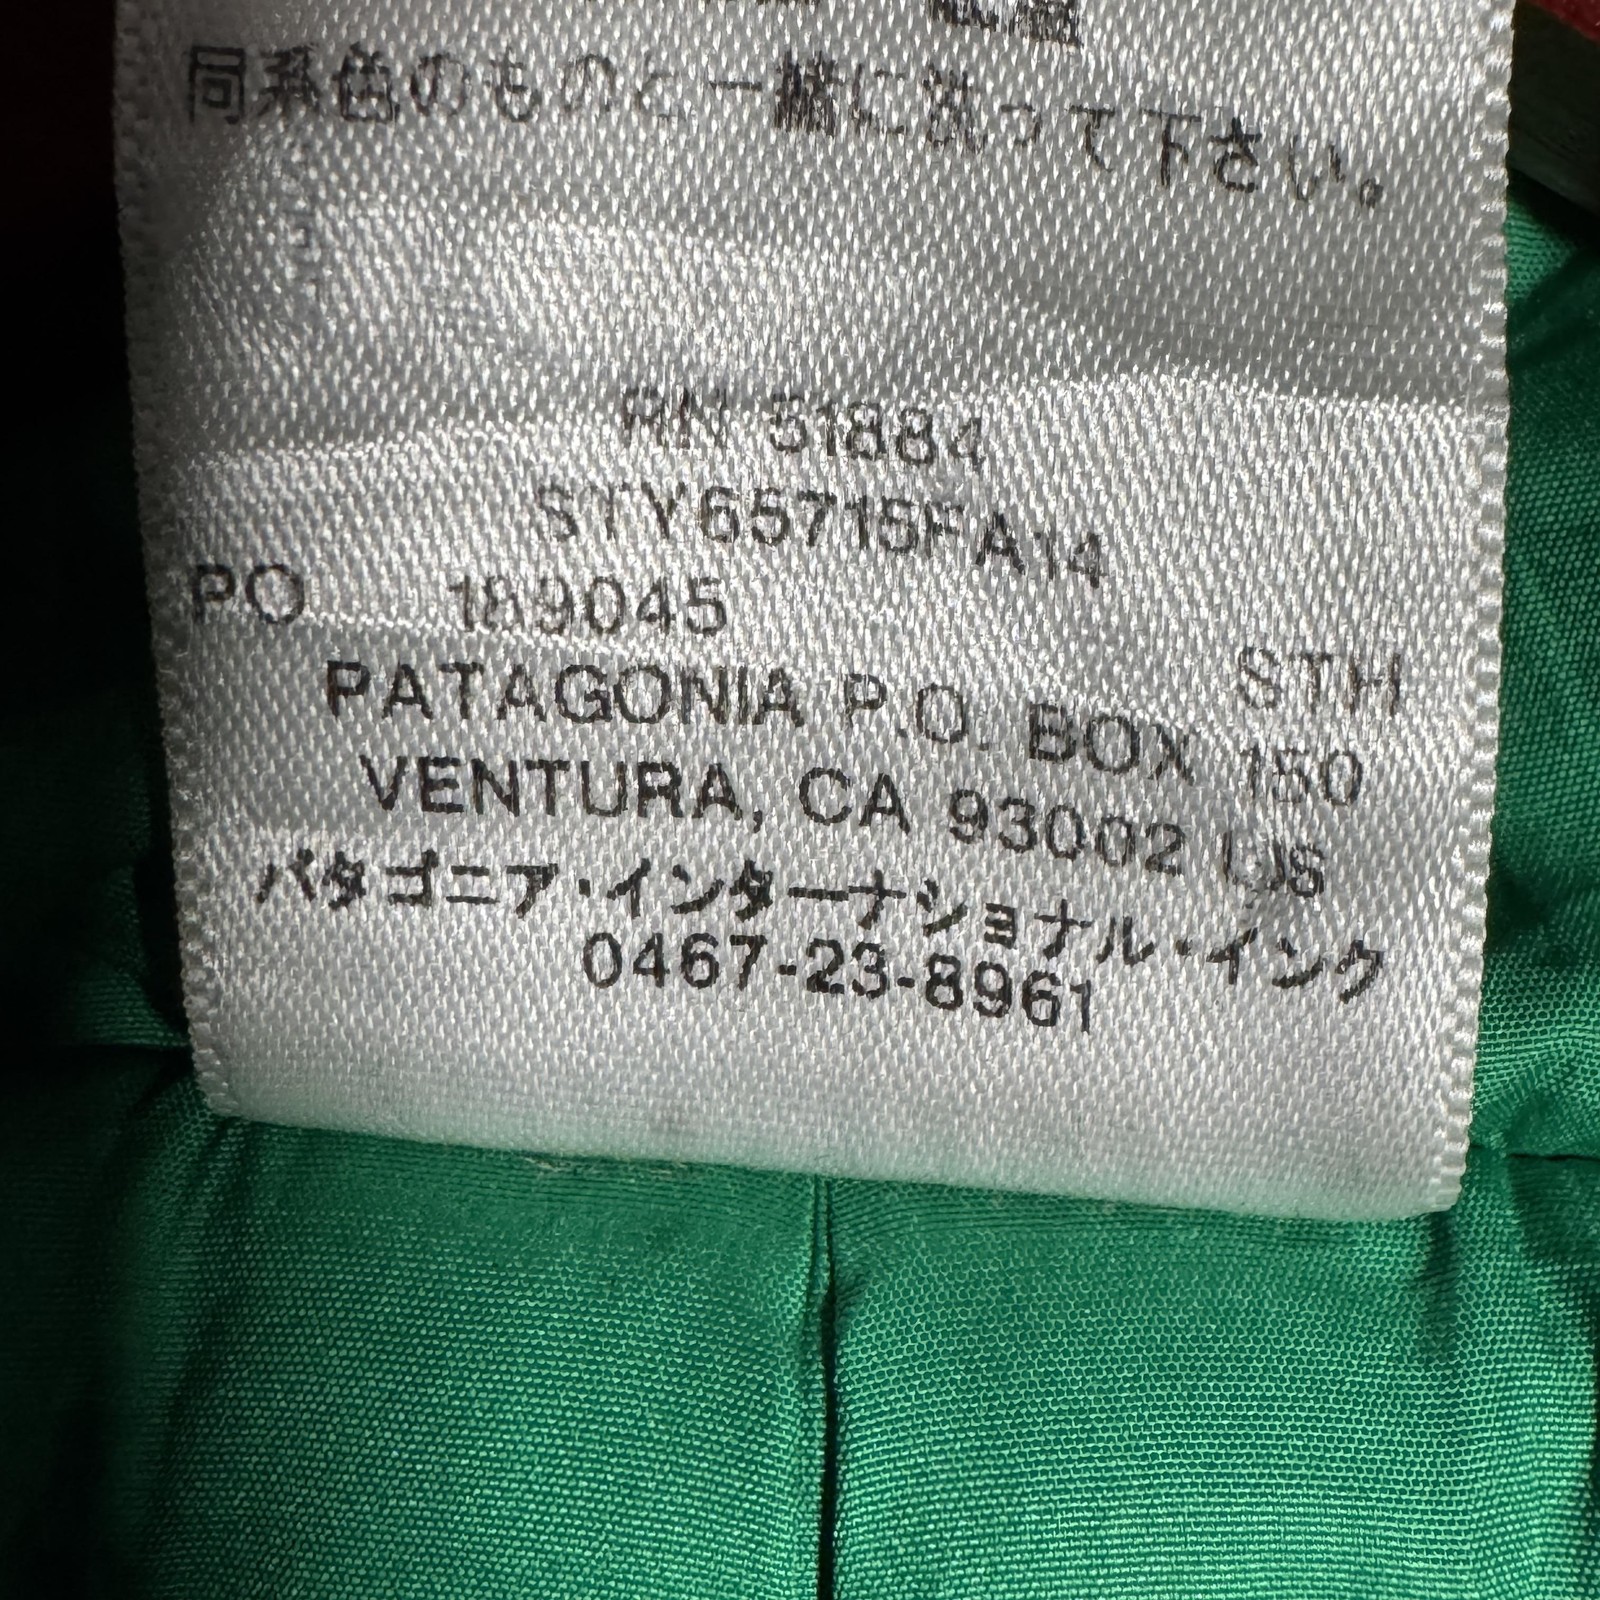 同系色のものと一緒に洗って下さい。
RN 51884
STY65715FA14
PO 189045
STH
PATAGONIA P.O. BOX 150
VENTURA, CA 93002 US
パタゴニア・インターナショナル・インク
0467-23-8961